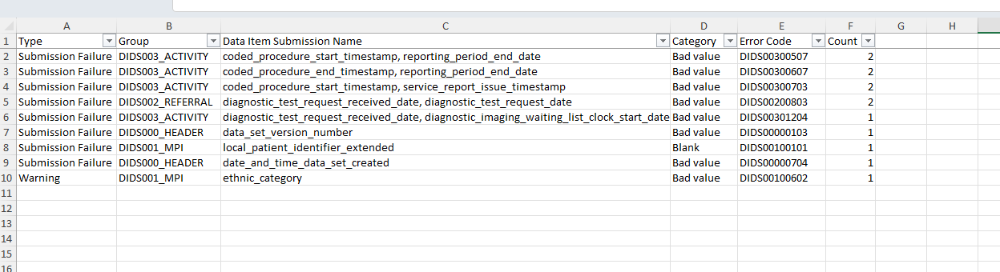 A B C D E F G H
1 Type Group Data Item Submission Name Category Error Code Count
2 Submission Failure DIDS003_ACTIVITY coded_procedure_start_timestamp, reporting_period_end_date Bad value DIDS00300507 2
3 Submission Failure DIDS003_ACTIVITY coded_procedure_end_timestamp, reporting_period_end_date Bad value DIDS00300607 2
4 Submission Failure DIDS003_ACTIVITY coded_procedure_start_timestamp, service_report_issue_timestamp Bad value DIDS00300703 2
5 Submission Failure DIDS002_REFERRAL diagnostic_test_request_received_date, diagnostic_test_request_date Bad value DIDS00200803 2
6 Submission Failure DIDS003_ACTIVITY diagnostic_test_request_received_date, diagnostic_imaging_waiting_list_clock_start_date Bad value DIDS00301204 1
7 Submission Failure DIDS000_HEADER data_set_version_number Bad value DIDS00000103 1
8 Submission Failure DIDS001_MPI local_patient_identifier_extended Blank DIDS00100101 1
9 Submission Failure DIDS000_HEADER date_and_time_data_set_created Bad value DIDS00000704 1
10 Warning DIDS001_MPI ethnic_category Bad value DIDS00100602 1
11
12
13
14
15
16